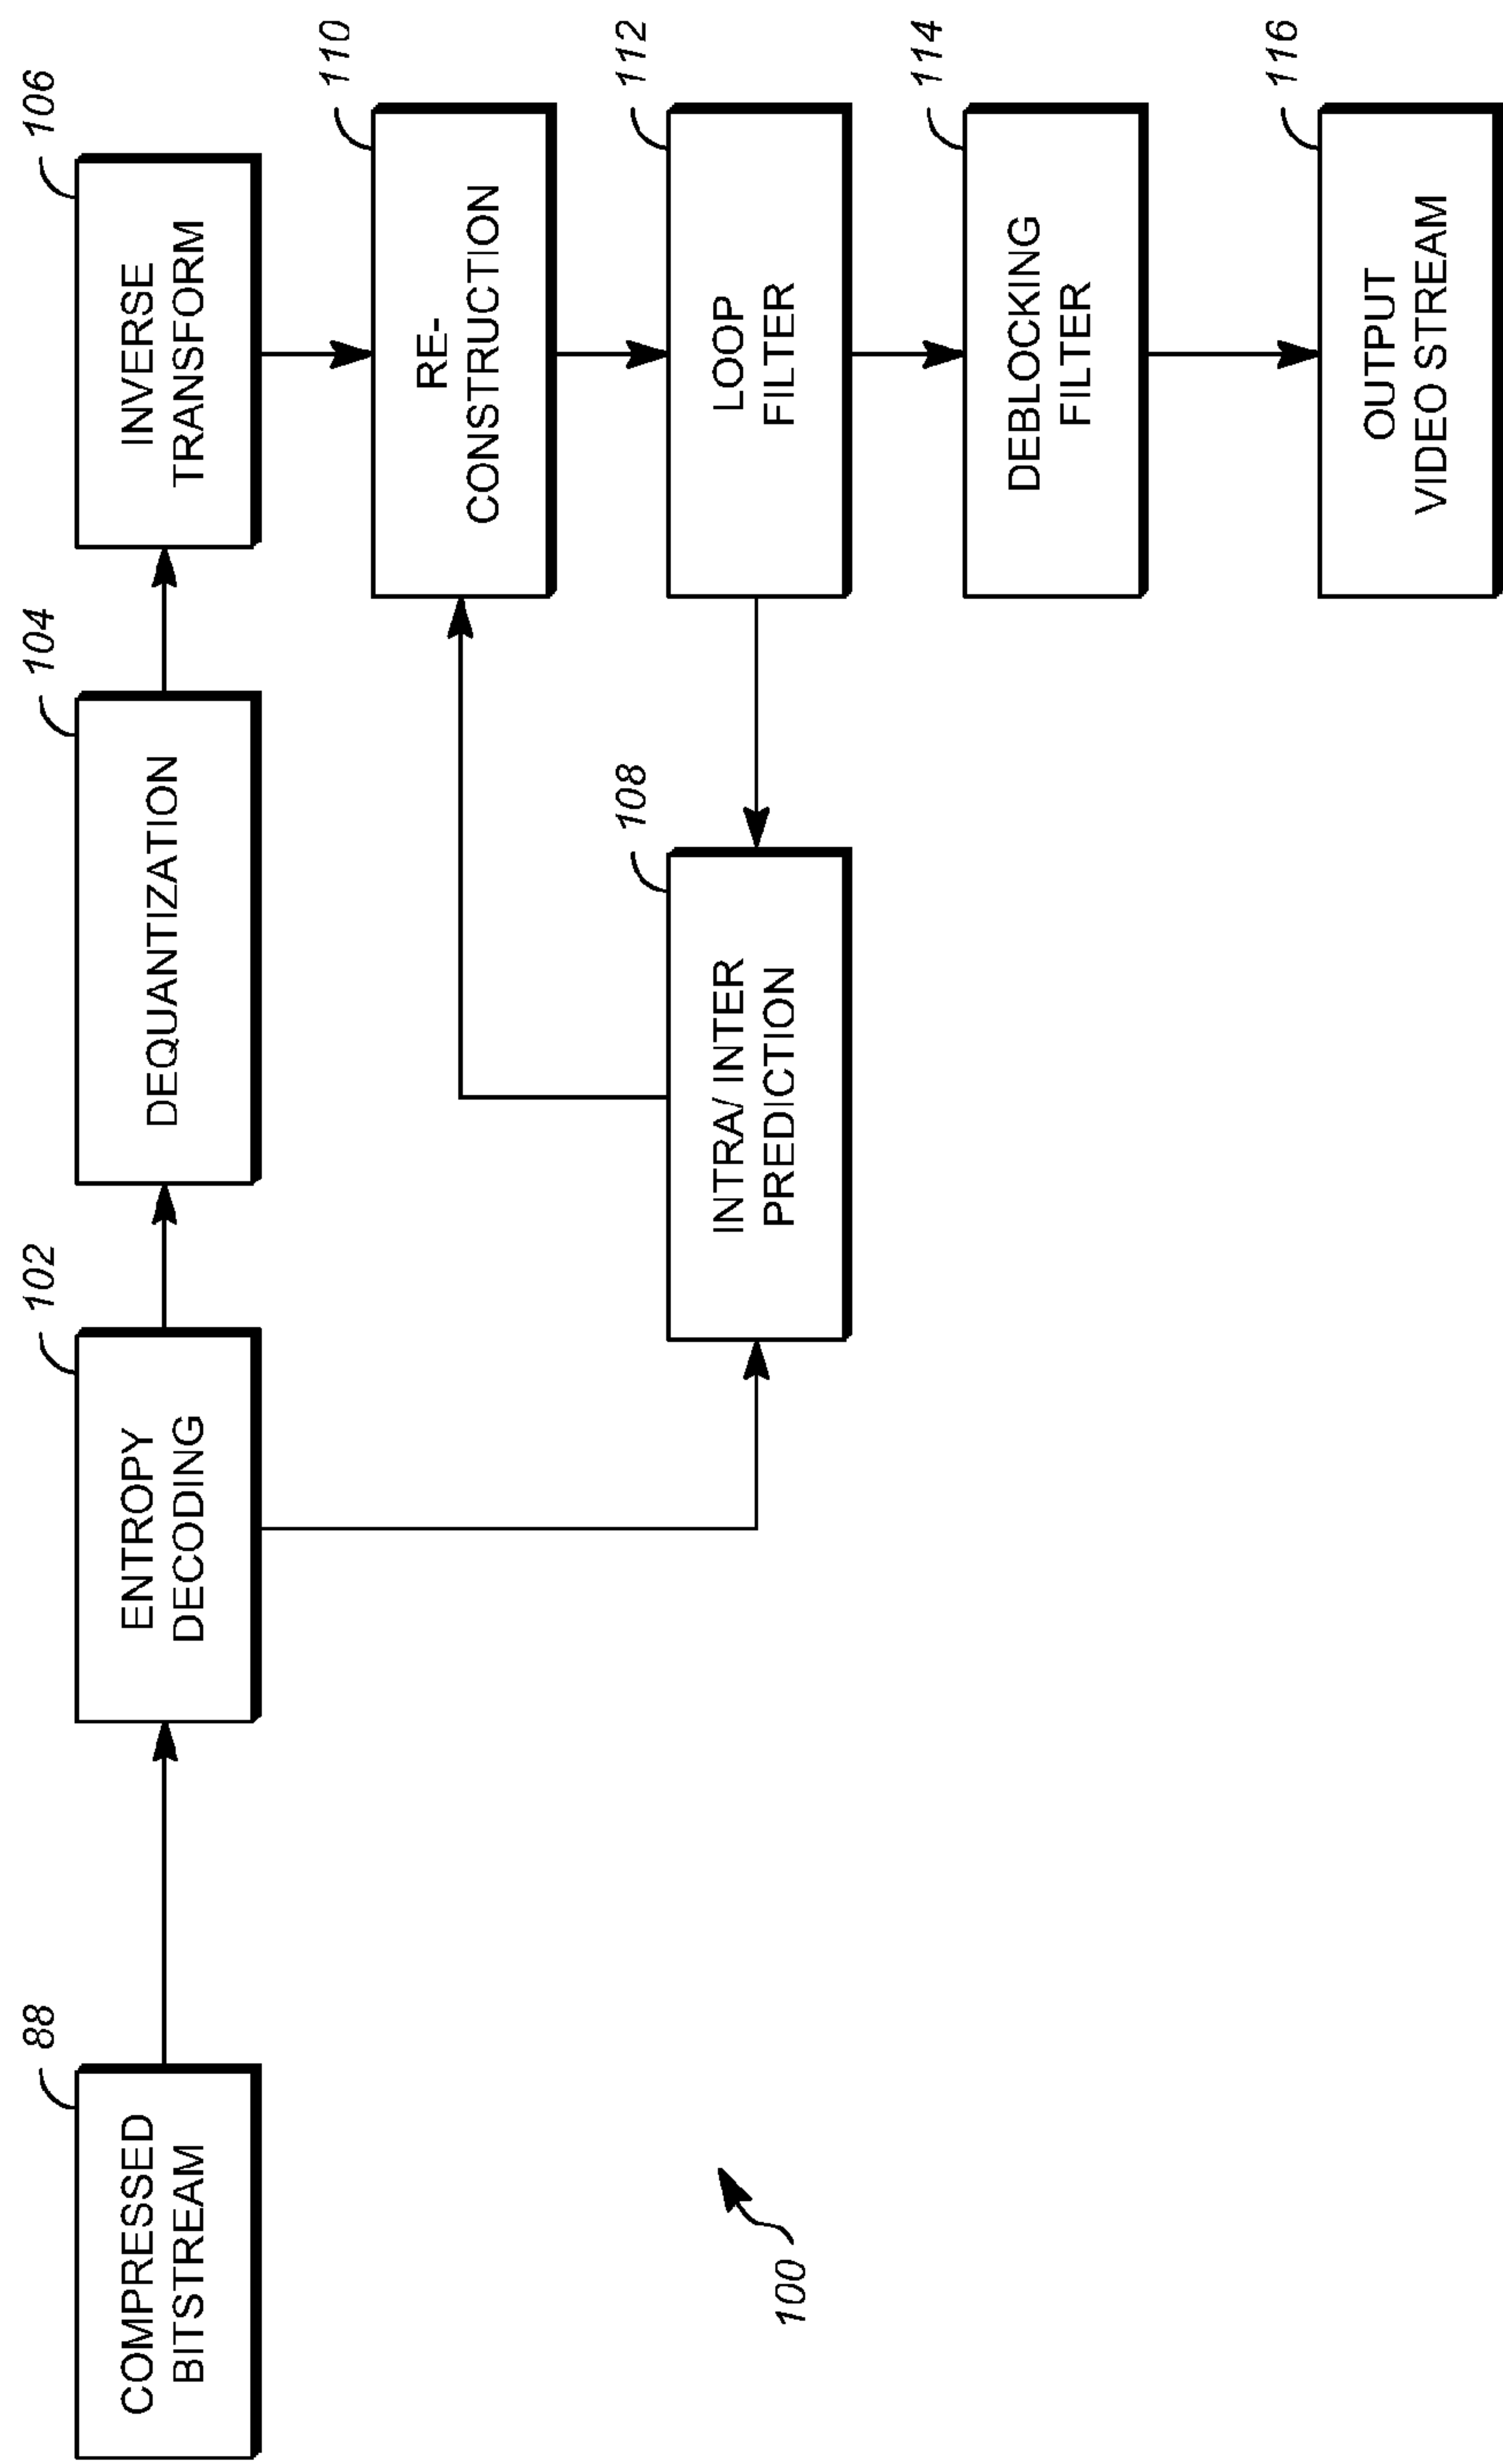 88
COMPRESSED
BITSTREAM
102
ENTROPY
DECODING
104
DEQUANTIZATION
106
INVERSE
TRANSFORM
110
RE-
CONSTRUCTION
108
INTRA/ INTER
PREDICTION
112
LOOP
FILTER
114
DEBLOCKING
FILTER
116
OUTPUT
VIDEO STREAM
100